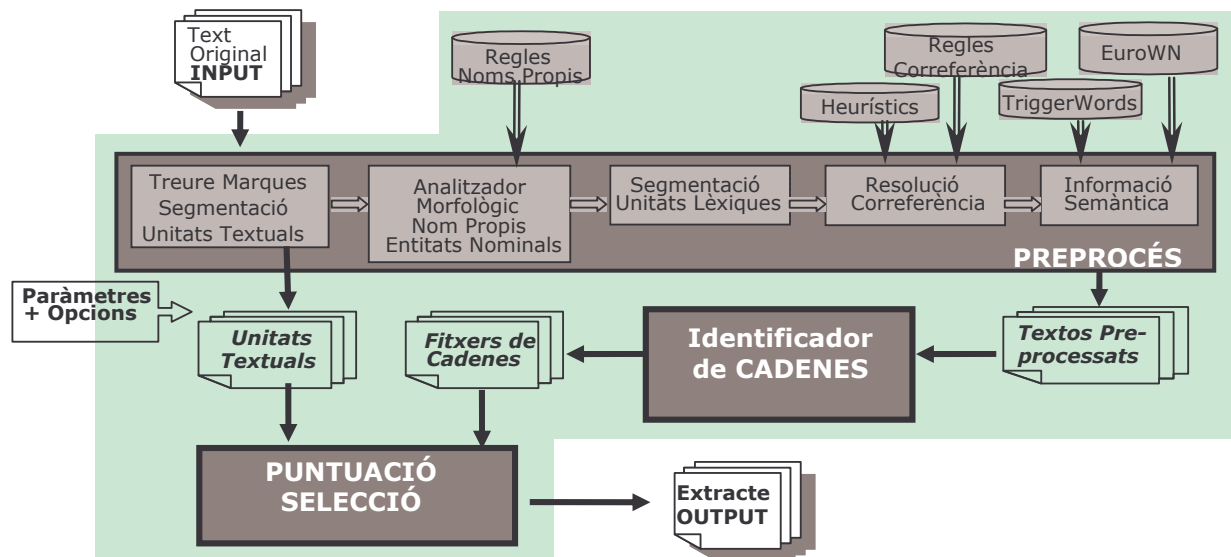 Text
Original
INPUT
Regles
Noms Propis
Regles
Correferència
EuroWN
Heurístics
TriggerWords
Treure Marques
Segmentació
Unitats Textuals
Analitzador
Morfològic
Nom Propis
Entitats Nominals
Segmentació
Unitats Lèxiques
Resolució
Correferència
Informació
Semàntica
PREPROCÉS
Paràmetres
+ Opcions
Unitats
Textuals
Fitxers de
Cadenes
Identificador
de CADENES
Textos Pre-
processats
PUNTUACIÓ
SELECCIÓ
Extracte
OUTPUT